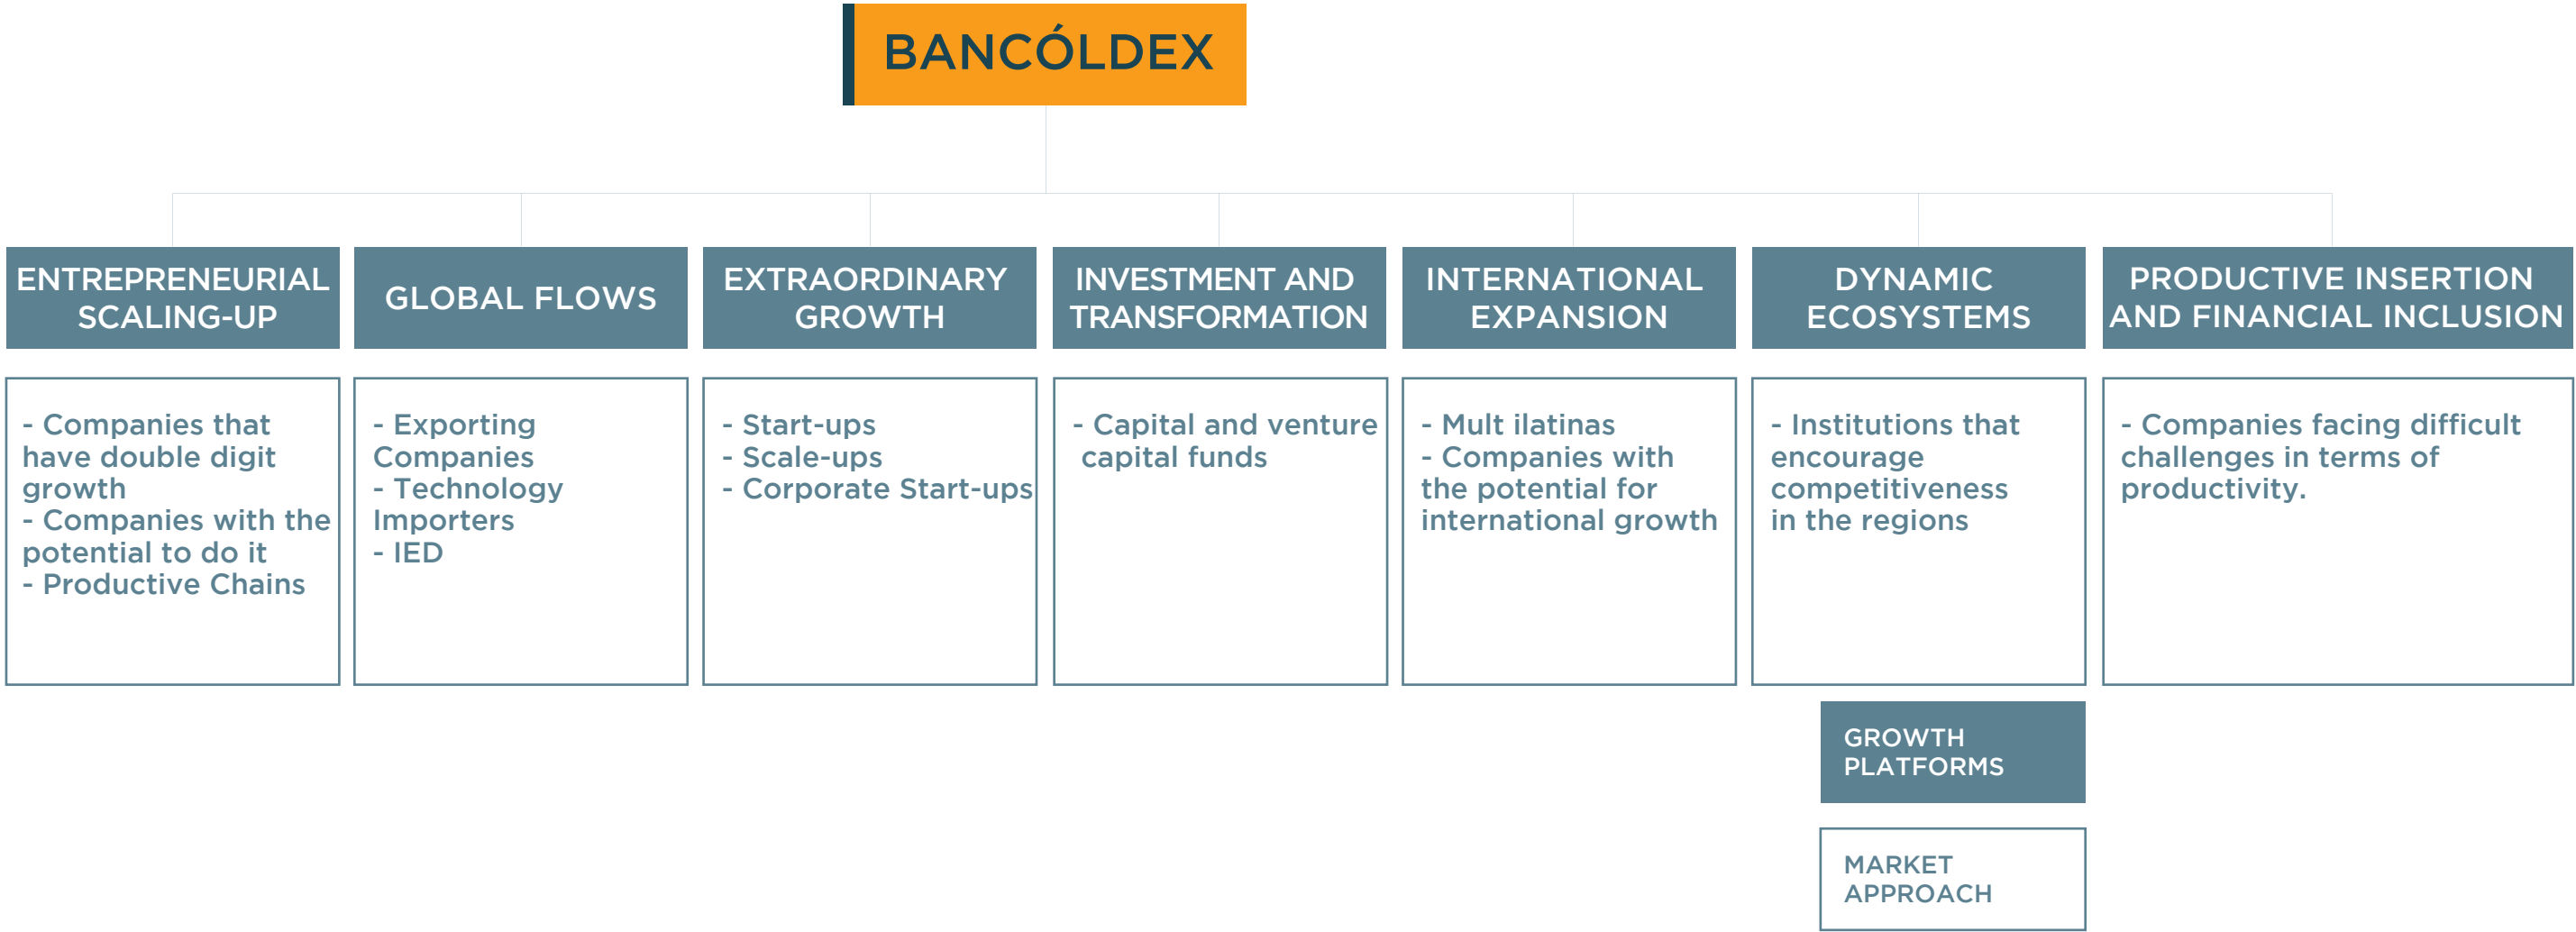 BANCÓLDEX
ENTREPRENEURIAL
SCALING-UP
GLOBAL FLOWS
EXTRAORDINARY
GROWTH
INVESTMENT AND
TRANSFORMATION
INTERNATIONAL
EXPANSION
DYNAMIC
ECOSYSTEMS
PRODUCTIVE INSERTION
AND FINANCIAL INCLUSION
- Companies that
have double digit
growth
- Companies with the
potential to do it
- Productive Chains
- Exporting
Companies
- Technology
Importers
- IED
- Start-ups
- Scale-ups
- Corporate Start-ups
- Capital and venture
capital funds
- Mult ilatinas
- Companies with
the potential for
international growth
- Institutions that
encourage
competitiveness
in the regions
- Companies facing difficult
challenges in terms of
productivity.
GROWTH
PLATFORMS
MARKET
APPROACH